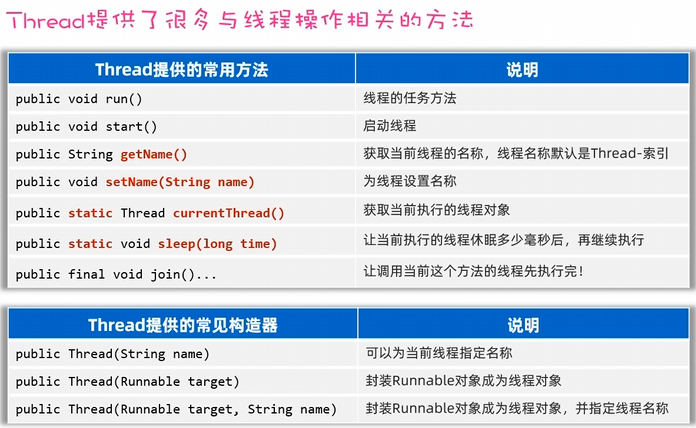 Thread提供了很多与线程操作相关的方法
Thread提供的常用方法 说明
public void run() 线程的任务方法
public void start() 启动线程
public String getName() 获取当前线程的名称，线程名称默认是Thread-索引
public void setName(String name) 为线程设置名称
public static Thread currentThread() 获取当前执行的线程对象
public static void sleep(long time) 让当前执行的线程休眠多少毫秒后，再继续执行
public final void join()... 让调用当前这个方法的线程先执行完！
Thread提供的常见构造器 说明
public Thread(String name) 可以为当前线程指定名称
public Thread(Runnable target) 封装Runnable对象成为线程对象
public Thread(Runnable target, String name) 封装Runnable对象成为线程对象，并指定线程名称